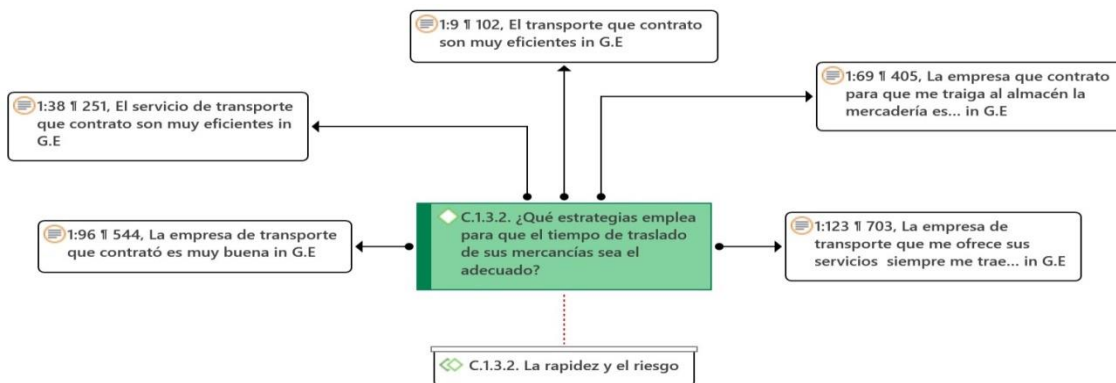 1:9 ¶ 102, El transporte que contrato
son muy eficientes in G.E
1:69 ¶ 405, La empresa que contrato
para que me traiga al almacén la
mercadería es... in G.E
1:38 ¶ 251, El servicio de transporte
que contrato son muy eficientes in
G.E
C.1.3.2. ¿Qué estrategias emplea
para que el tiempo de traslado
de sus mercancías sea el
adecuado?
1:96 ¶ 544, La empresa de transporte
que contrató es muy buena in G.E
1:123 ¶ 703, La empresa de
transporte que me ofrece sus
servicios siempre me trae... in G.E
C.1.3.2. La rapidez y el riesgo